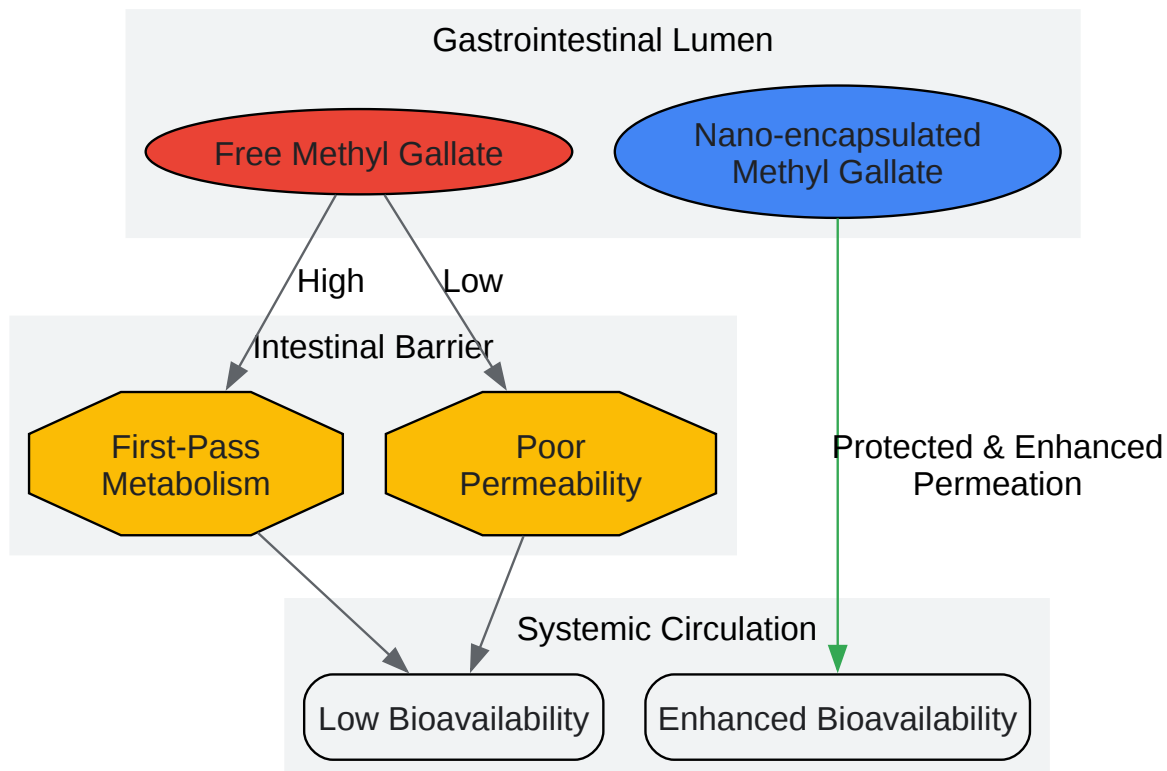 Gastrointestinal Lumen
Free Methyl Gallate
Nano-encapsulated
Methyl Gallate
High
Low
Intestinal Barrier
First-Pass
Metabolism
Poor
Permeability
Protected & Enhanced
Permeation
Systemic Circulation
Low Bioavailability
Enhanced Bioavailability